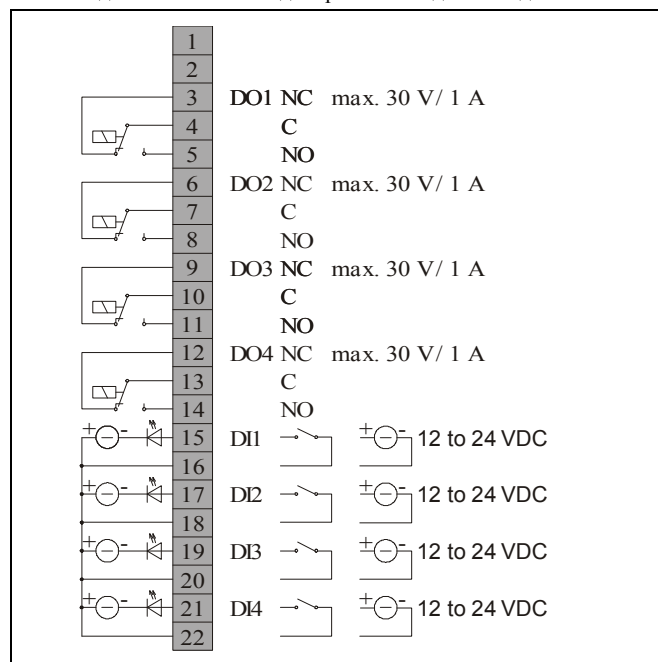 1
2
3 DO1 NC max. 30 V/ 1 A
4 C
5 NO
6 DO2 NC max. 30 V/ 1 A
7 C
8 NO
9 DO3 NC max. 30 V/ 1 A
10 C
11 NO
12 DO4 NC max. 30 V/ 1 A
13 C
14 NO
+ - 15 DI1 + - 12 to 24 VDC
16
+ - 17 DI2 + - 12 to 24 VDC
18
+ - 19 DI3 + - 12 to 24 VDC
20
+ - 21 DI4 + - 12 to 24 VDC
22